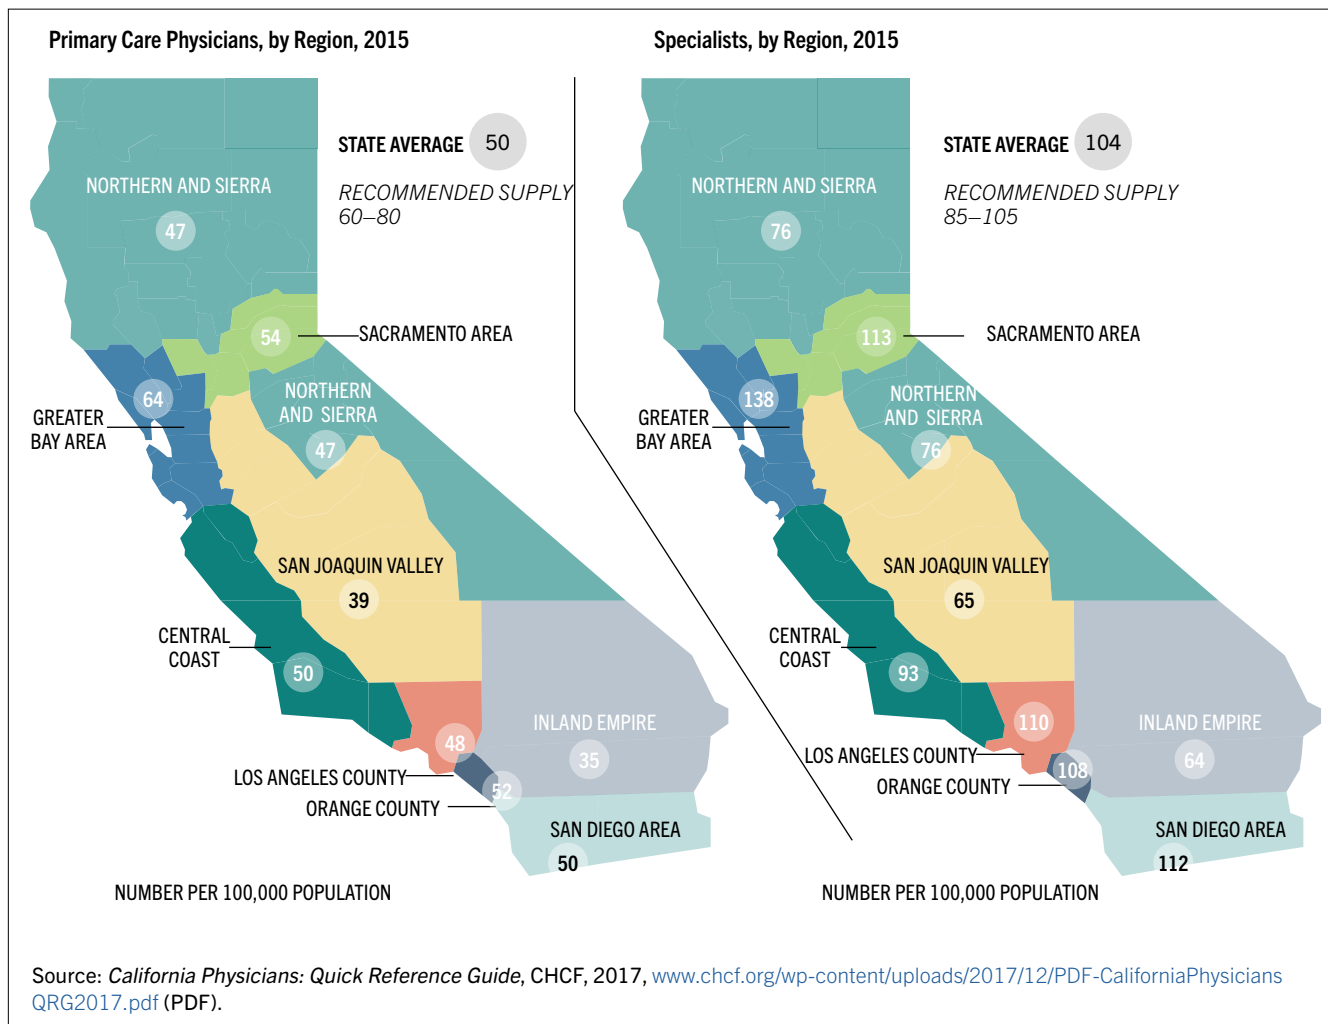 Primary Care Physicians, by Region, 2015
STATE AVERAGE 50
RECOMMENDED SUPPLY
60–80
NORTHERN AND SIERRA
47
54
SACRAMENTO AREA
64
GREATER
BAY AREA
NORTHERN
AND SIERRA
47
SAN JOAQUIN VALLEY
39
CENTRAL
COAST
50
INLAND EMPIRE
35
48
LOS ANGELES COUNTY
52
ORANGE COUNTY
SAN DIEGO AREA
50
NUMBER PER 100,000 POPULATION
Specialists, by Region, 2015
STATE AVERAGE 104
RECOMMENDED SUPPLY
85–105
NORTHERN AND SIERRA
76
113
SACRAMENTO AREA
138
GREATER
BAY AREA
NORTHERN
AND SIERRA
76
SAN JOAQUIN VALLEY
65
CENTRAL
COAST
93
INLAND EMPIRE
64
110
LOS ANGELES COUNTY
108
ORANGE COUNTY
SAN DIEGO AREA
112
NUMBER PER 100,000 POPULATION
Source: California Physicians: Quick Reference Guide, CHCF, 2017, www.chcf.org/wp-content/uploads/2017/12/PDF-CaliforniaPhysicians
QRG2017.pdf (PDF).